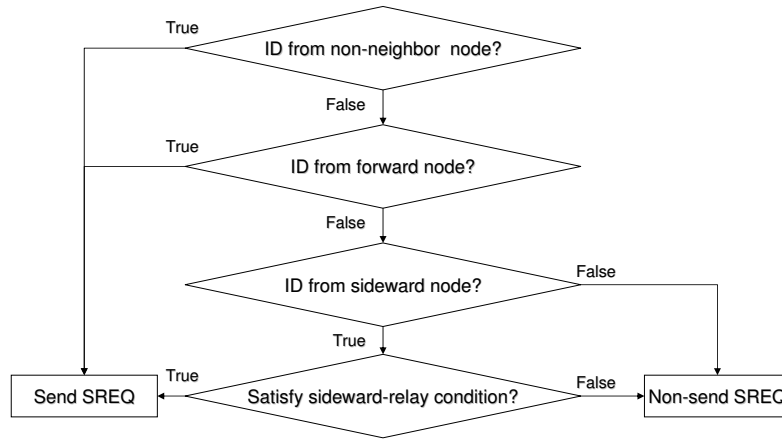 True
ID from non-neighbor node?
False
True
ID from forward node?
False
ID from sideward node?
False
True
True
False
Send SREQ
Satisfy sideward-relay condition?
Non-send SREQ